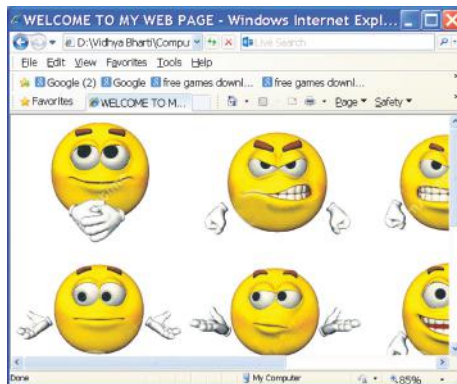 WELCOME TO MY WEB PAGE - Windows Internet Expl...
D:\Vidhya Bharti\Compu
Live Search
File Edit View Favorites Tools Help
Google (2) Google free games downl... free games downl...
Favorites WELCOME TO M... Page Safety
Done My Computer 85%